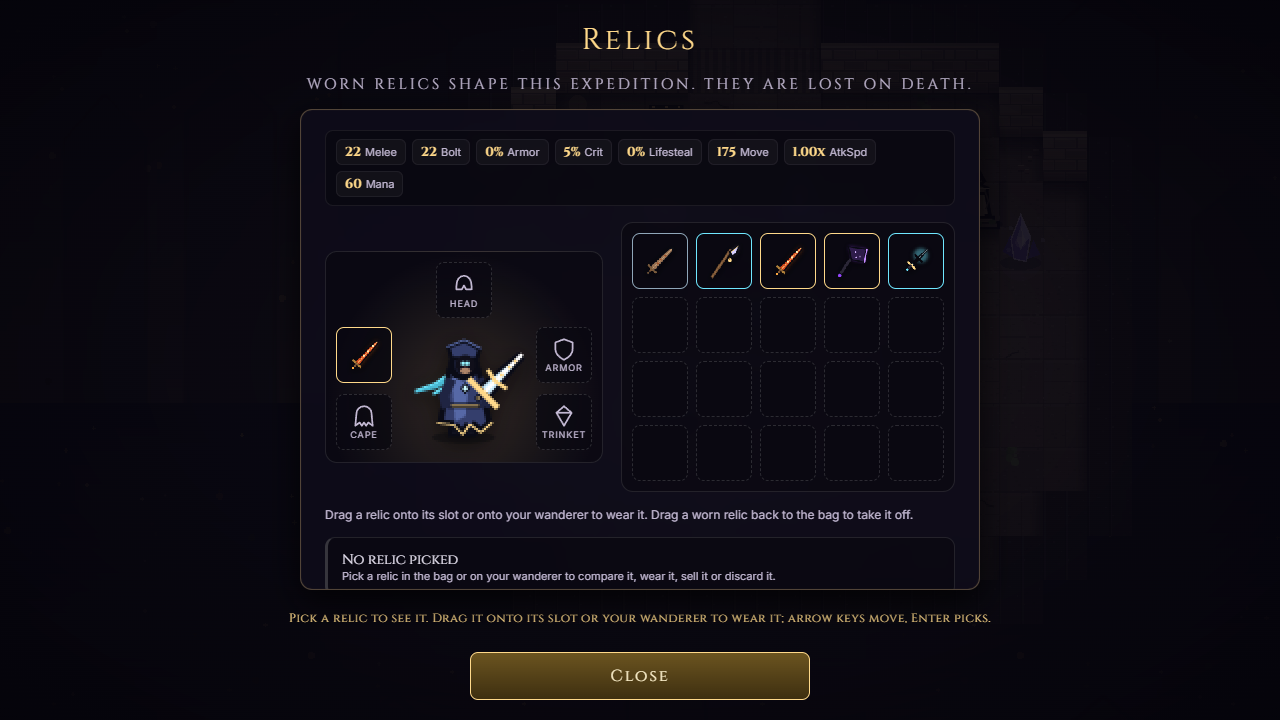 Relics
Worn relics shape this expedition. They are lost on death.
22 Melee
22 Bolt
0% Armor
5% Crit
0% Lifesteal
175 Move
1.00x AtkSpd
60 Mana
HEAD
ARMOR
CAPE
TRINKET
Drag a relic onto its slot or onto your wanderer to wear it. Drag a worn relic back to the bag to take it off.
No relic picked
Pick a relic in the bag or on your wanderer to compare it, wear it, sell it or discard it.
Pick a relic to see it. Drag it onto its slot or your wanderer to wear it; arrow keys move, Enter picks.
Close